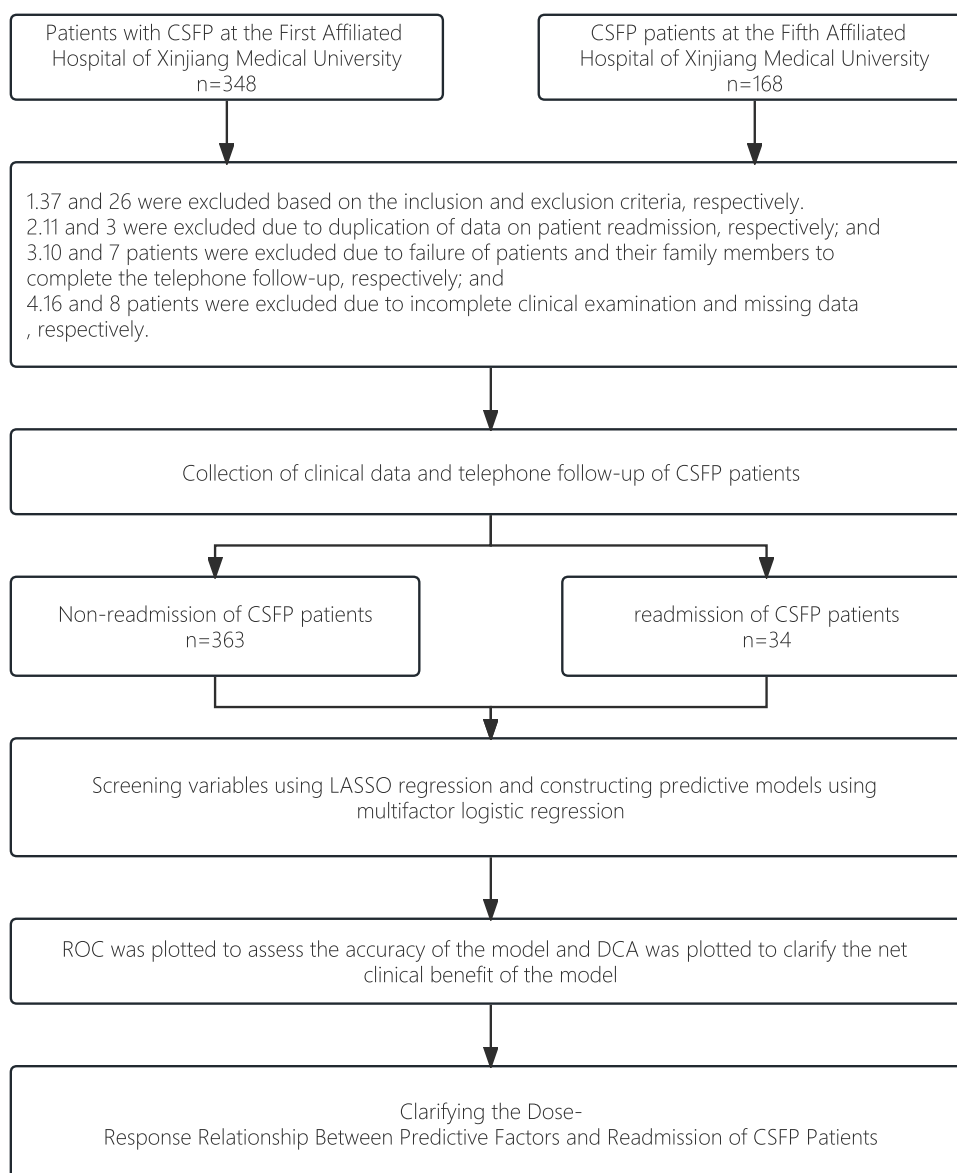 Patients with CSFP at the First Affiliated
Hospital of Xinjiang Medical University
n=348
CSFP patients at the Fifth Affiliated
Hospital of Xinjiang Medical University
n=168
1.37 and 26 were excluded based on the inclusion and exclusion criteria, respectively.
2.11 and 3 were excluded due to duplication of data on patient readmission, respectively; and
3.10 and 7 patients were excluded due to failure of patients and their family members to
complete the telephone follow-up, respectively; and
4.16 and 8 patients were excluded due to incomplete clinical examination and missing data
, respectively.
Collection of clinical data and telephone follow-up of CSFP patients
Non-readmission of CSFP patients
n=363
readmission of CSFP patients
n=34
Screening variables using LASSO regression and constructing predictive models using
multifactor logistic regression
ROC was plotted to assess the accuracy of the model and DCA was plotted to clarify the net
clinical benefit of the model
Clarifying the Dose-
Response Relationship Between Predictive Factors and Readmission of CSFP Patients